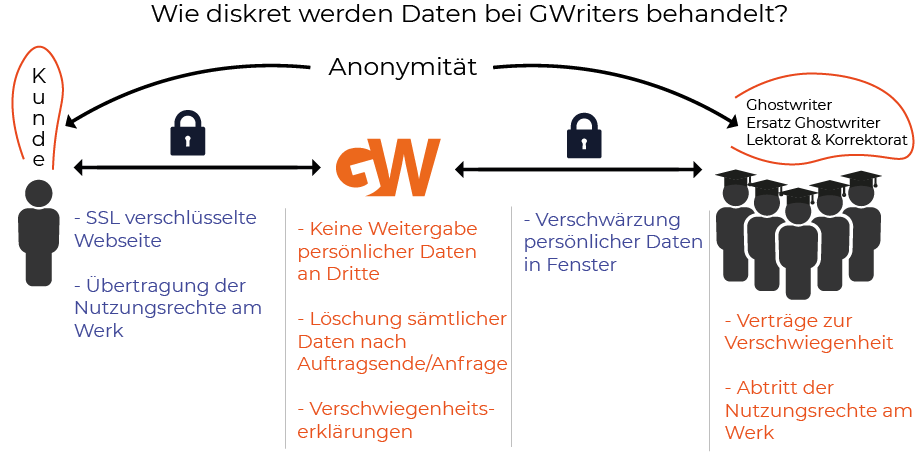 Wie diskret werden Daten bei GWriters behandelt?
Kunde
Anonymität
Ghostwriter
Ersatz Ghostwriter
Lektorat & Korrektorat
GW
- SSL verschlüsselte
Webseite
- Übertragung der
Nutzungsrechte am
Werk
- Keine Weitergabe
persönlicher Daten
an Dritte
- Löschung sämtlicher
Daten nach
Auftragsende/Anfrage
- Verschwiegenheits-
erklärungen
- Verschwärzung
persönlicher Daten
in Fenster
- Verträge zur
Verschwiegenheit
- Abtritt der
Nutzungsrechte am
Werk